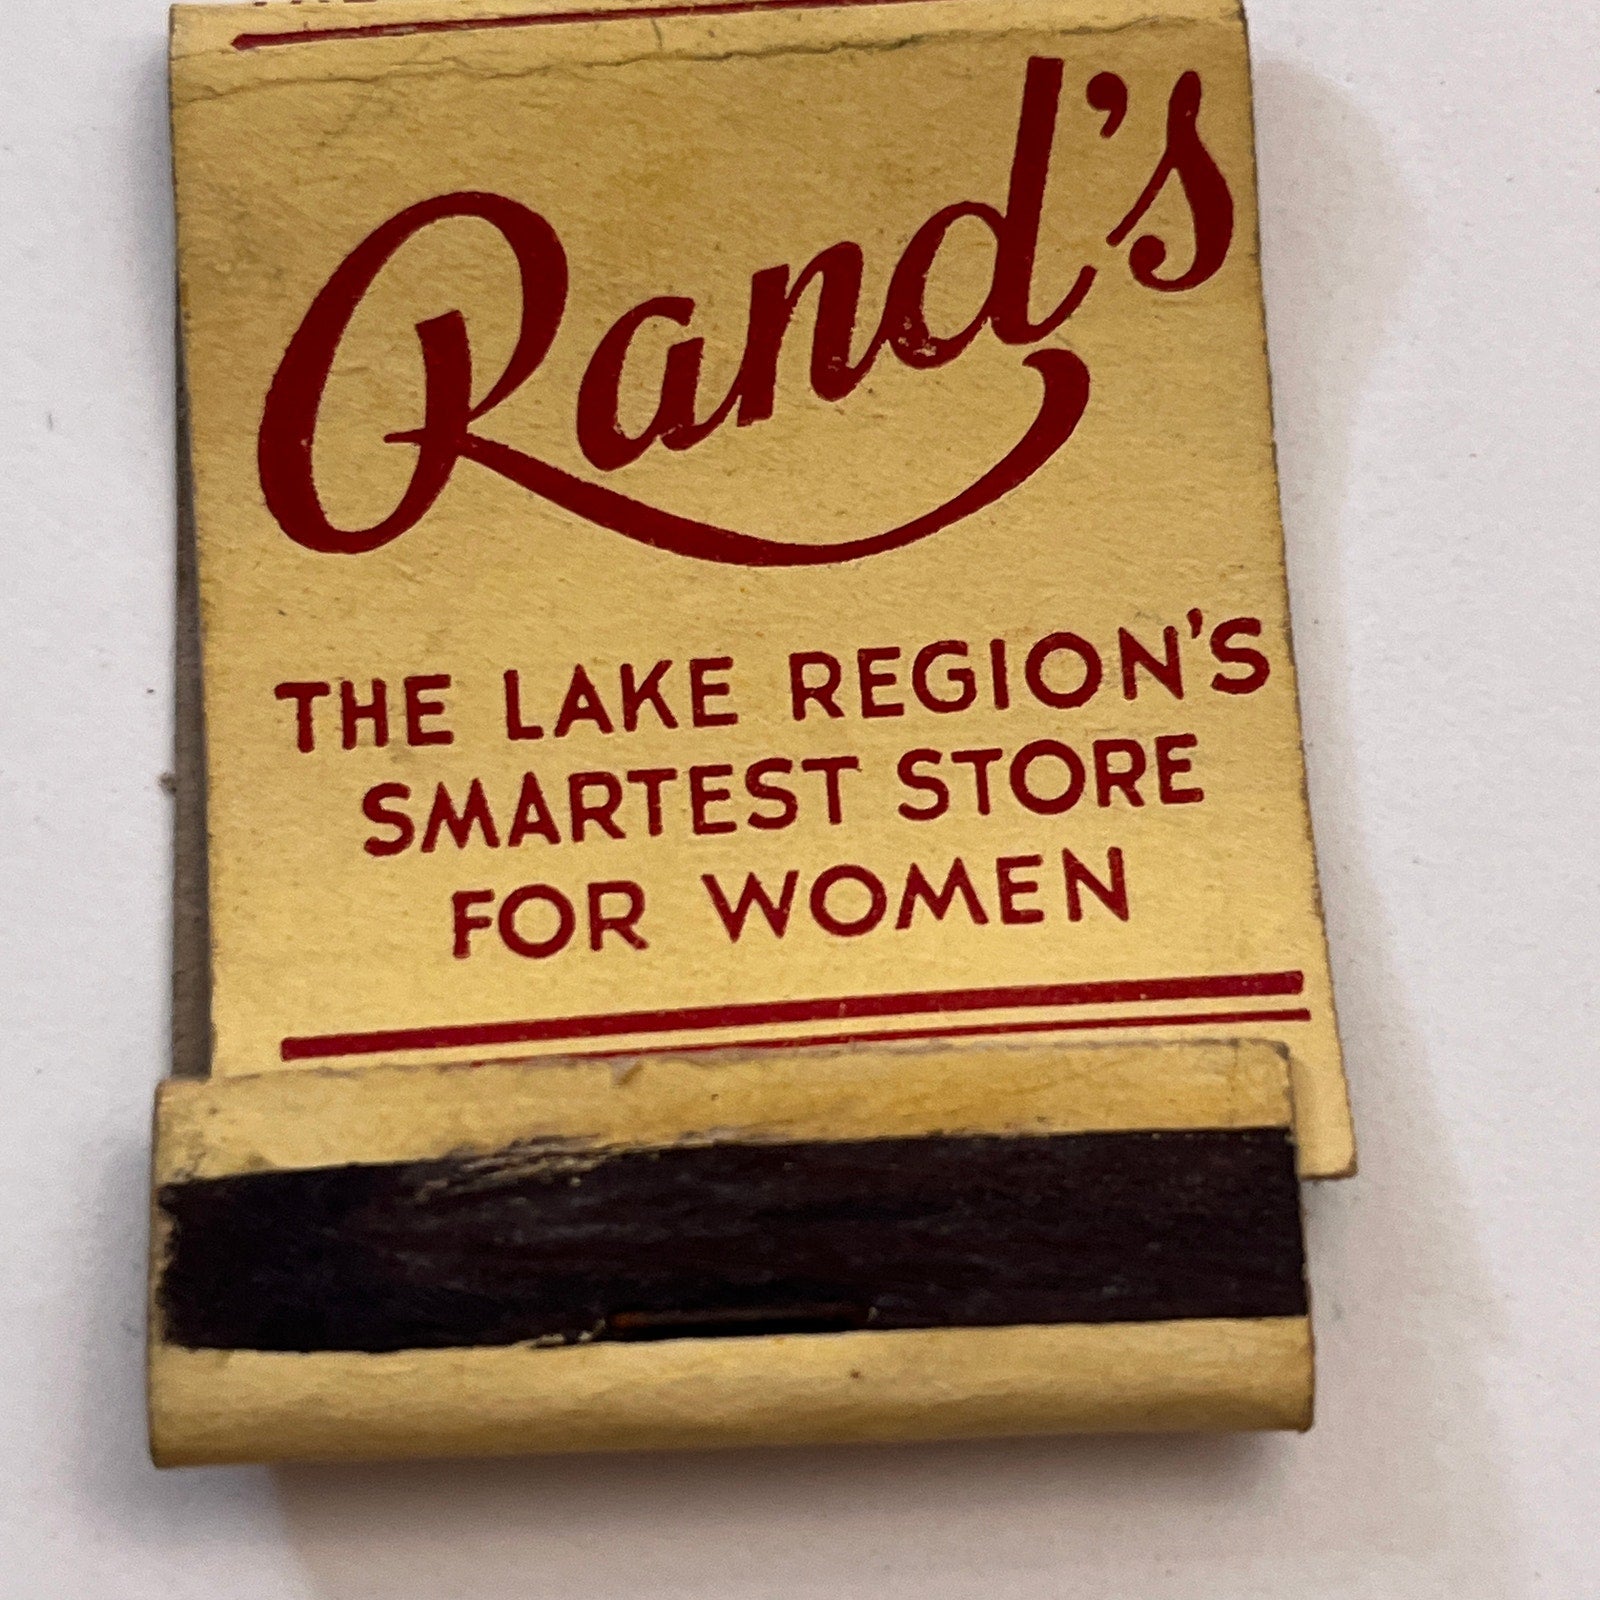 Rand's
THE LAKE REGION'S
SMARTEST STORE
FOR WOMEN